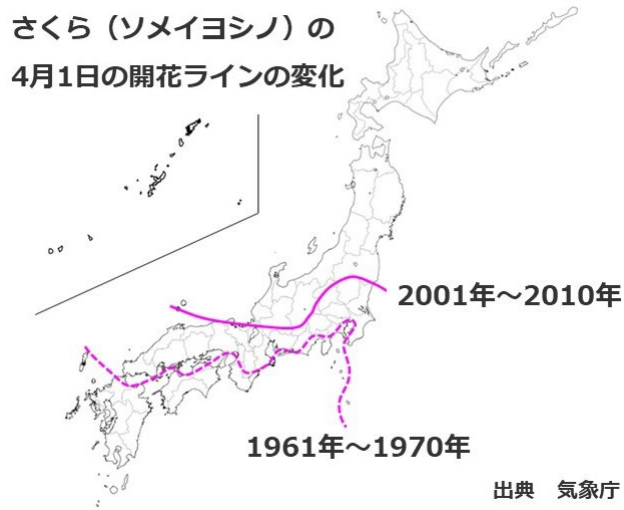 さくら（ソメイヨシノ）の
4月1日の開花ラインの変化
2001年～2010年
1961年～1970年
出典　気象庁